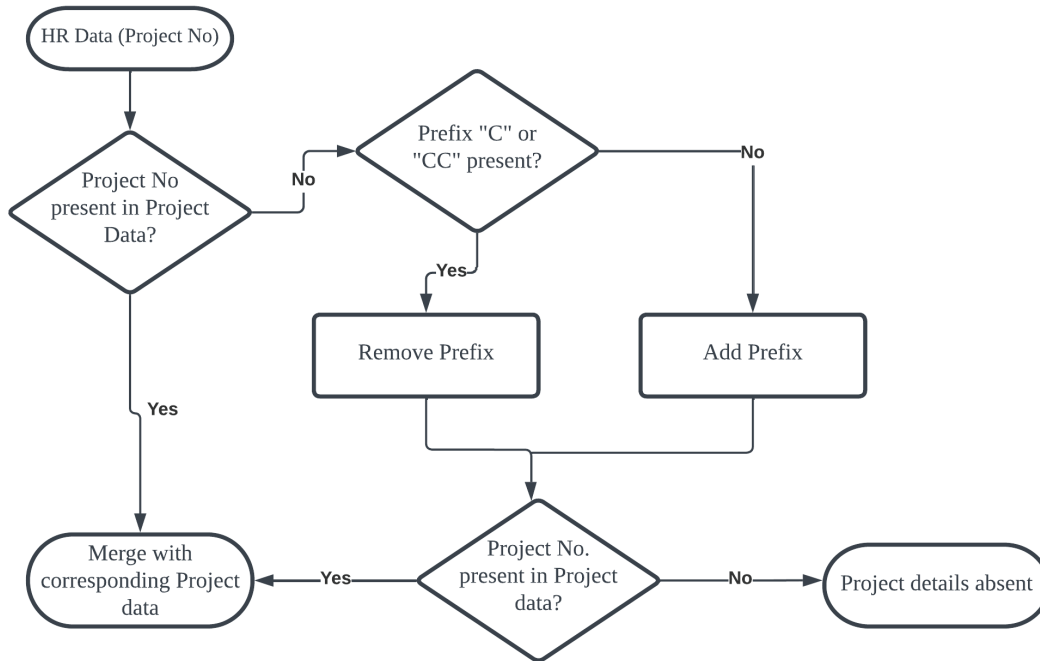 HR Data (Project No)
Prefix "C" or
"CC" present?
No
Project No
present in Project
Data?
No
Yes
Remove Prefix
Add Prefix
Yes
Merge with
corresponding Project
data
Yes
Project No.
present in Project
data?
No
Project details absent